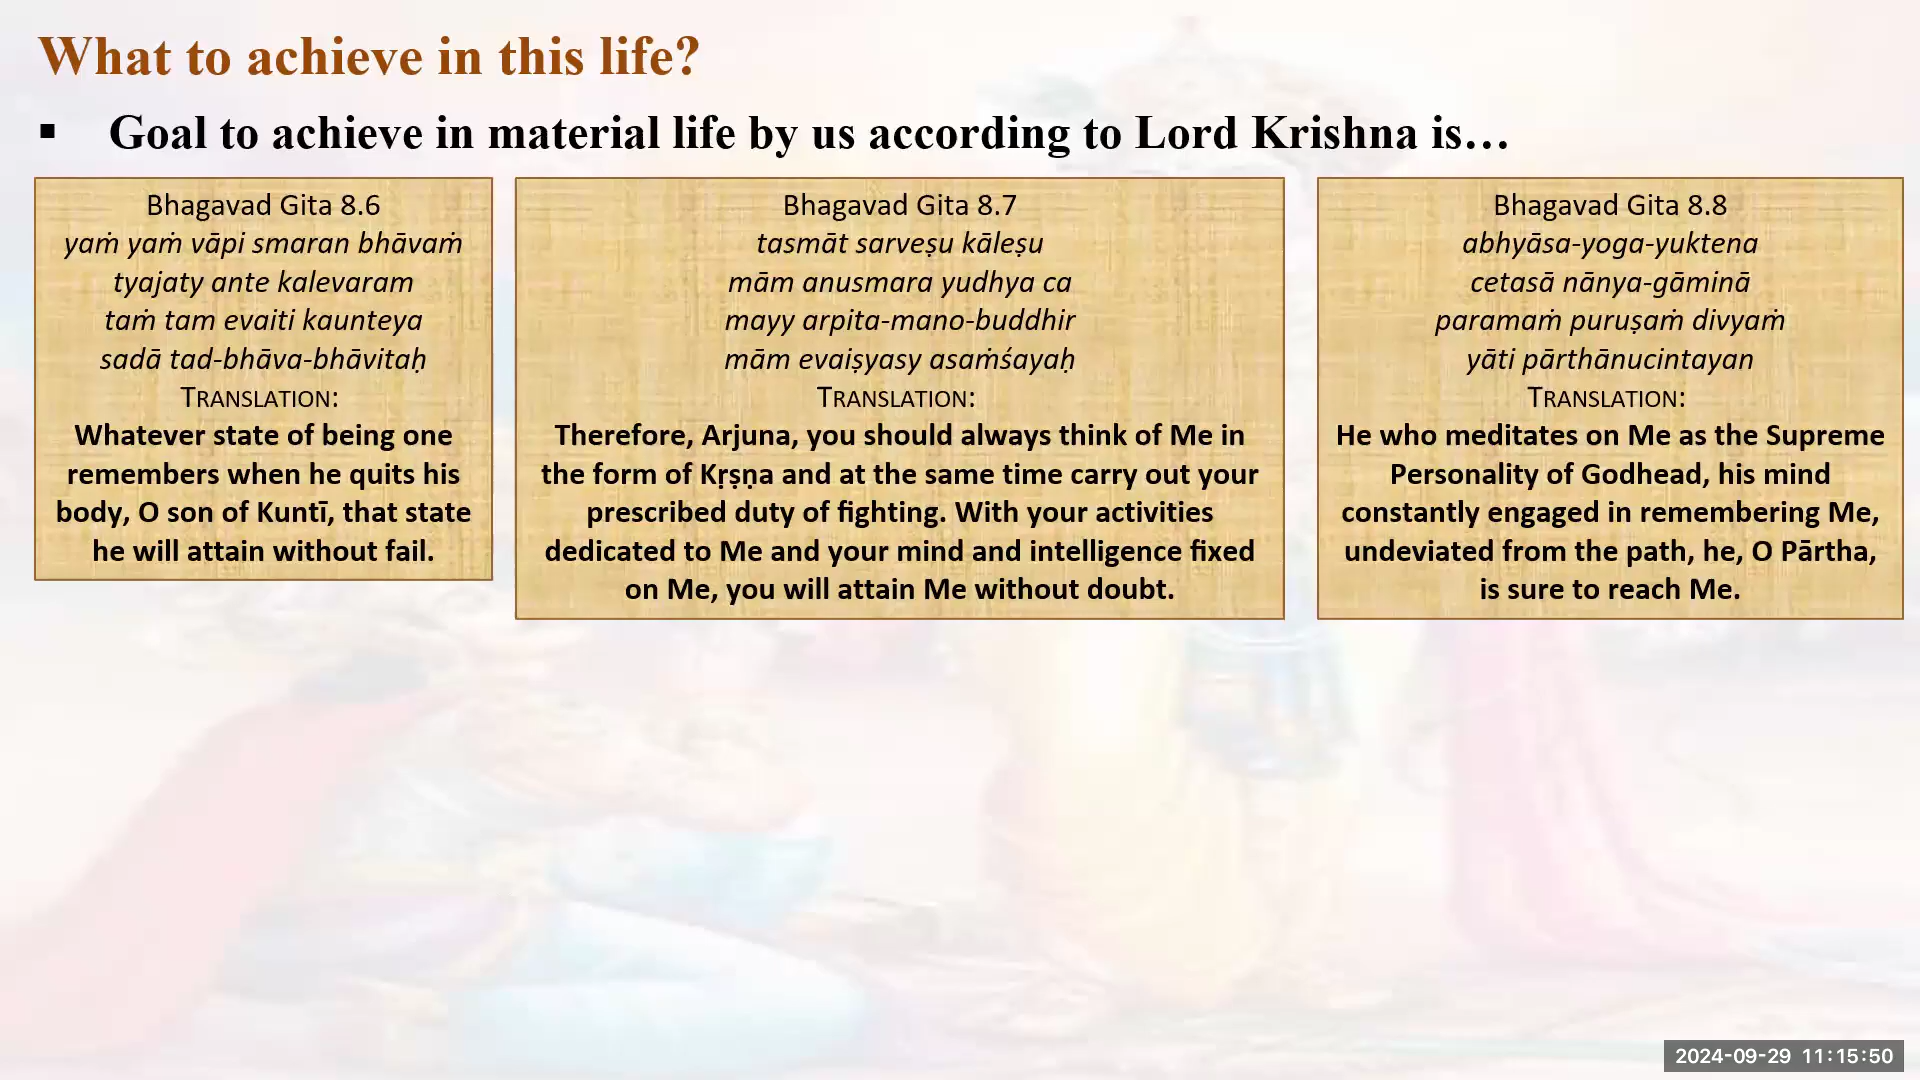 What to achieve in this life?
▪ Goal to achieve in material life by us according to Lord Krishna is…
Bhagavad Gita 8.6
yaṁ yaṁ vāpi smaran bhāvaṁ
tyajaty ante kalevaram
taṁ tam evaiti kaunteya
sadā tad-bhāva-bhāvitaḥ
TRANSLATION:
Whatever state of being one
remembers when he quits his
body, O son of Kuntī, that state
he will attain without fail.
Bhagavad Gita 8.7
tasmāt sarveṣu kāleṣu
mām anusmara yudhya ca
mayy arpita-mano-buddhir
mām evaiṣyasy asaṁśayaḥ
TRANSLATION:
Therefore, Arjuna, you should always think of Me in
the form of Kṛṣṇa and at the same time carry out your
prescribed duty of fighting. With your activities
dedicated to Me and your mind and intelligence fixed
on Me, you will attain Me without doubt.
Bhagavad Gita 8.8
abhyāsa-yoga-yuktena
cetasā nānya-gāminā
paramaṁ puruṣaṁ divyaṁ
yāti pārthānucintayan
TRANSLATION:
He who meditates on Me as the Supreme
Personality of Godhead, his mind
constantly engaged in remembering Me,
undeviated from the path, he, O Pārtha,
is sure to reach Me.
2024-09-29 11:15:50